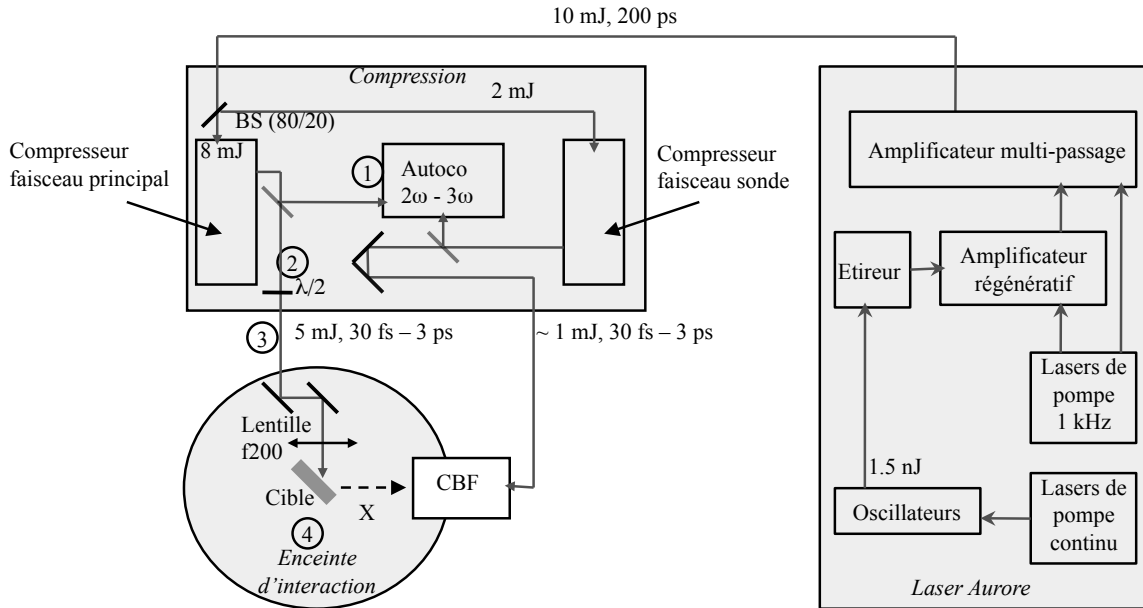 10 mJ, 200 ps
Compression
2 mJ
BS (80/20)
8 mJ
Compresseur
faisceau principal
1
Autoco
2ω - 3ω
Compresseur
faisceau sonde
2
λ/2
3
5 mJ, 30 fs – 3 ps
~ 1 mJ, 30 fs – 3 ps
Lentille
f200
Cible
X
CBF
4
Enceinte
d’interaction
Amplificateur multi-passage
Etireur
Amplificateur
régénératif
Lasers de
pompe
1 kHz
1.5 nJ
Oscillateurs
Lasers de
pompe
continu
Laser Aurore